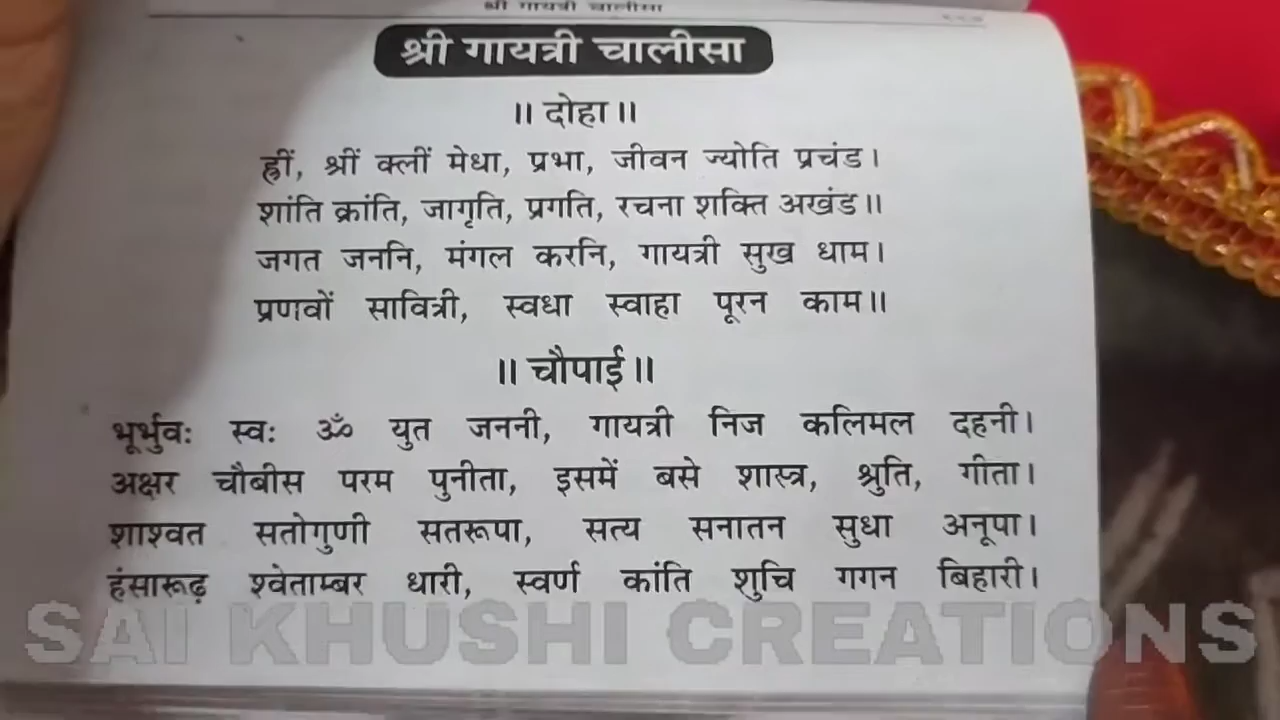 श्री गायत्री चालीसा
श्री गायत्री चालीसा
॥ दोहा ॥
ह्रीं, श्रीं क्लीं मेधा, प्रभा, जीवन ज्योति प्रचंड।
शांति क्रांति, जागृति, प्रगति, रचना शक्ति अखंड॥
जगत जननि, मंगल करनि, गायत्री सुख धाम।
प्रणवों सावित्री, स्वधा स्वाहा पूरन काम॥
॥ चौपाई ॥
भूर्भुवः स्वः ॐ युत जननी, गायत्री निज कलिमल दहनी।
अक्षर चौबीस परम पुनीता, इसमें बसे शास्त्र, श्रुति, गीता।
शाश्वत सतोगुणी सतरूपा, सत्य सनातन सुधा अनूपा।
हंसारूढ़ श्वेताम्बर धारी, स्वर्ण कांति शुचि गगन बिहारी।
SAI KHUSHI CREATIONS